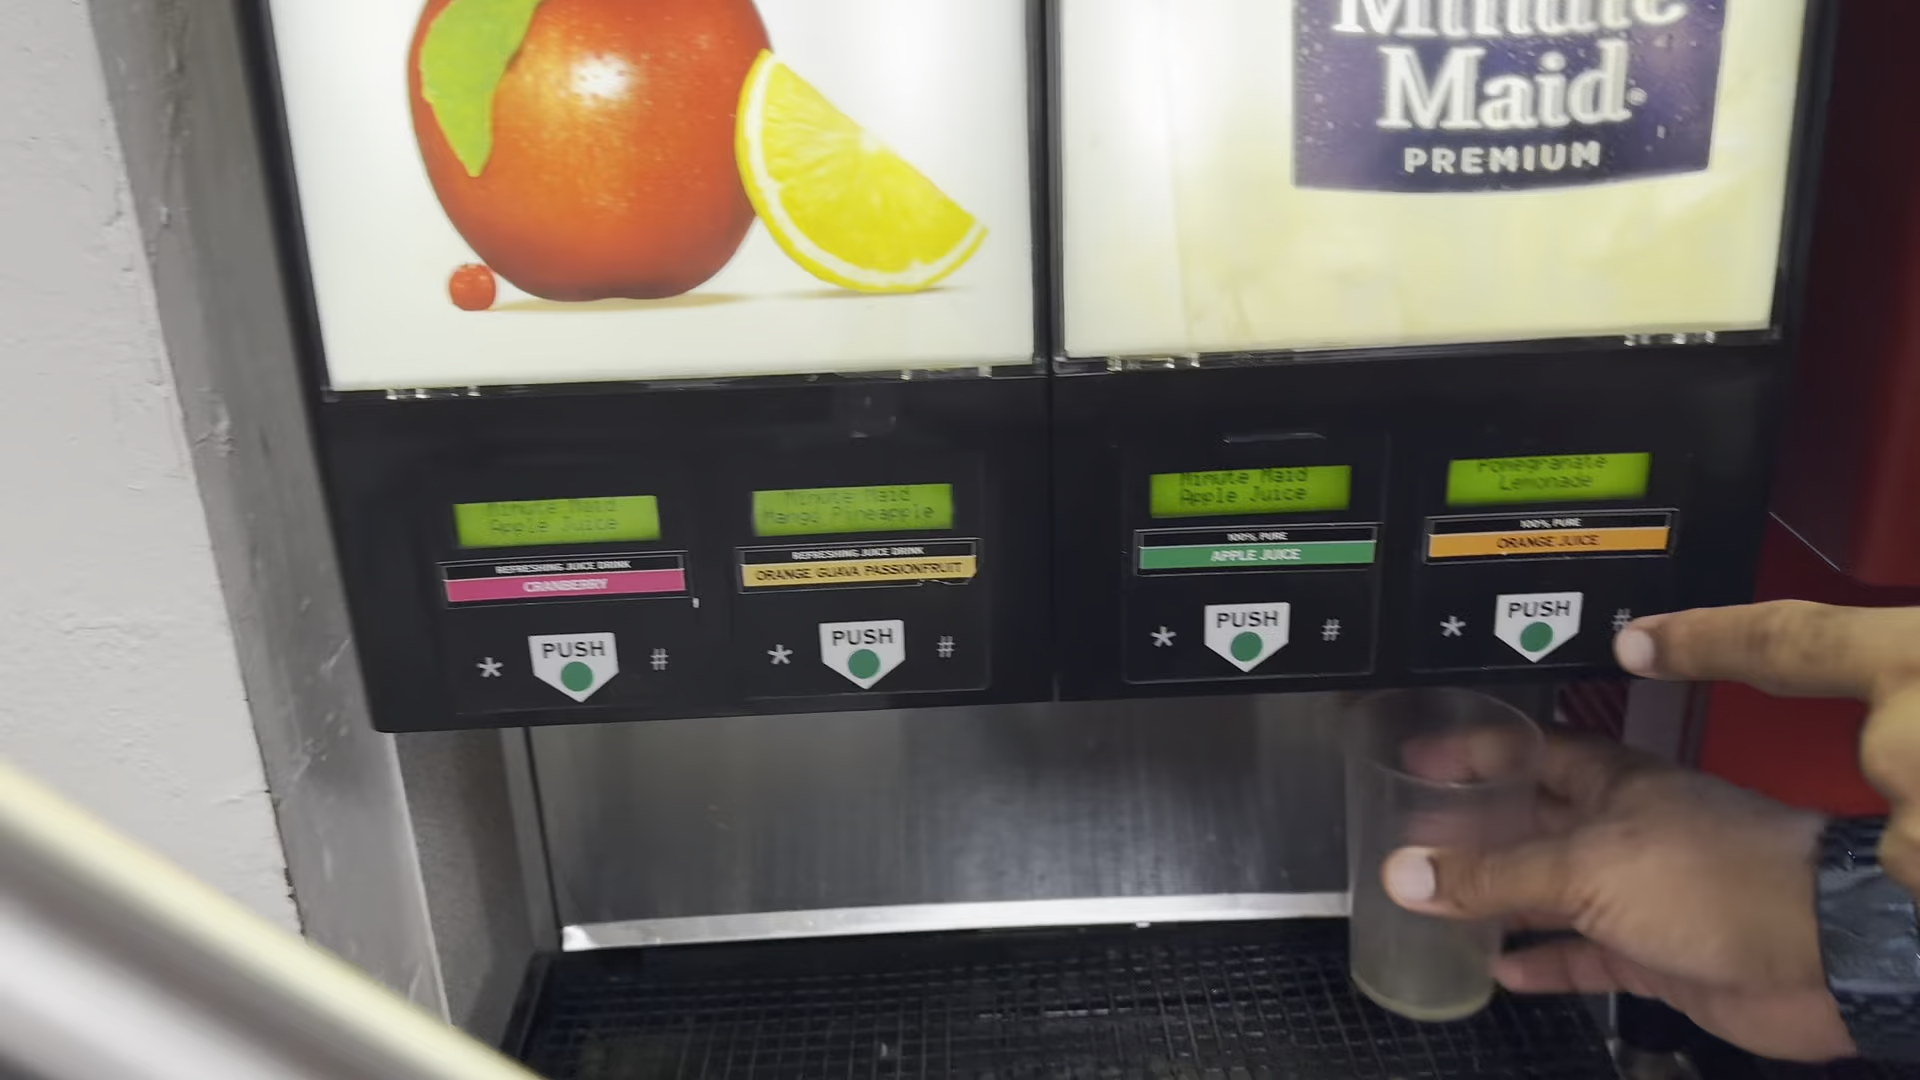 Minute
Maid
PREMIUM
Minute Maid
Apple Juice
REFRESHING JUICE DRINK
CRANBERRY
* PUSH #
Minute Maid
Mango Pineapple
REFRESHING JUICE DRINK
ORANGE GUAVA PASSIONFRUIT
* PUSH #
Minute Maid
Apple Juice
100% PURE
APPLE JUICE
* PUSH #
Pomegranate
Lemonade
100% PURE
ORANGE JUICE
* PUSH #